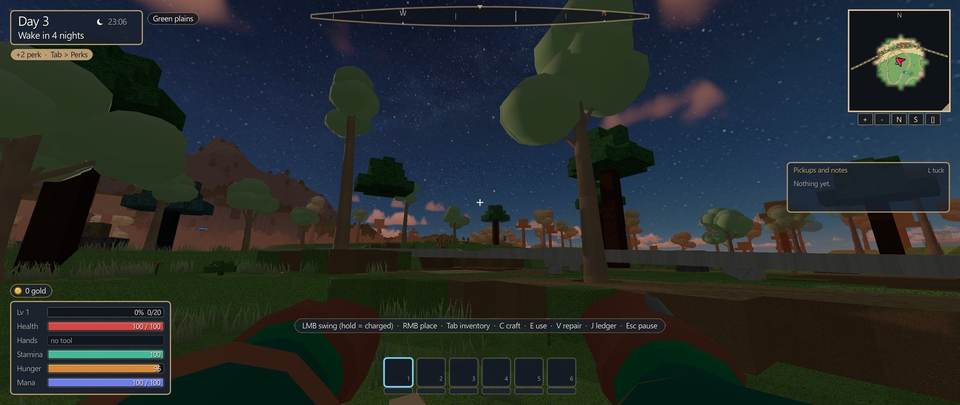 Day 3
23:06
Wake in 4 nights
Green plains
+2 perk · Tab > Perks
W
N
N
+ - N S []
Pickups and notes L tuck
Nothing yet.
0 gold
Lv 1 0% 0/20
Health 100 / 100
Hands no tool
Stamina 100
Hunger 96
Mana 100 / 100
LMB swing (hold = charged) · RMB place · Tab inventory · C craft · E use · V repair · J ledger · Esc pause
1 2 3 4 5 6